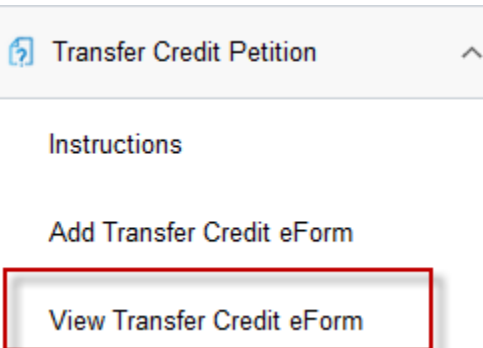 Transfer Credit Petition
Instructions
Add Transfer Credit eForm
View Transfer Credit eForm